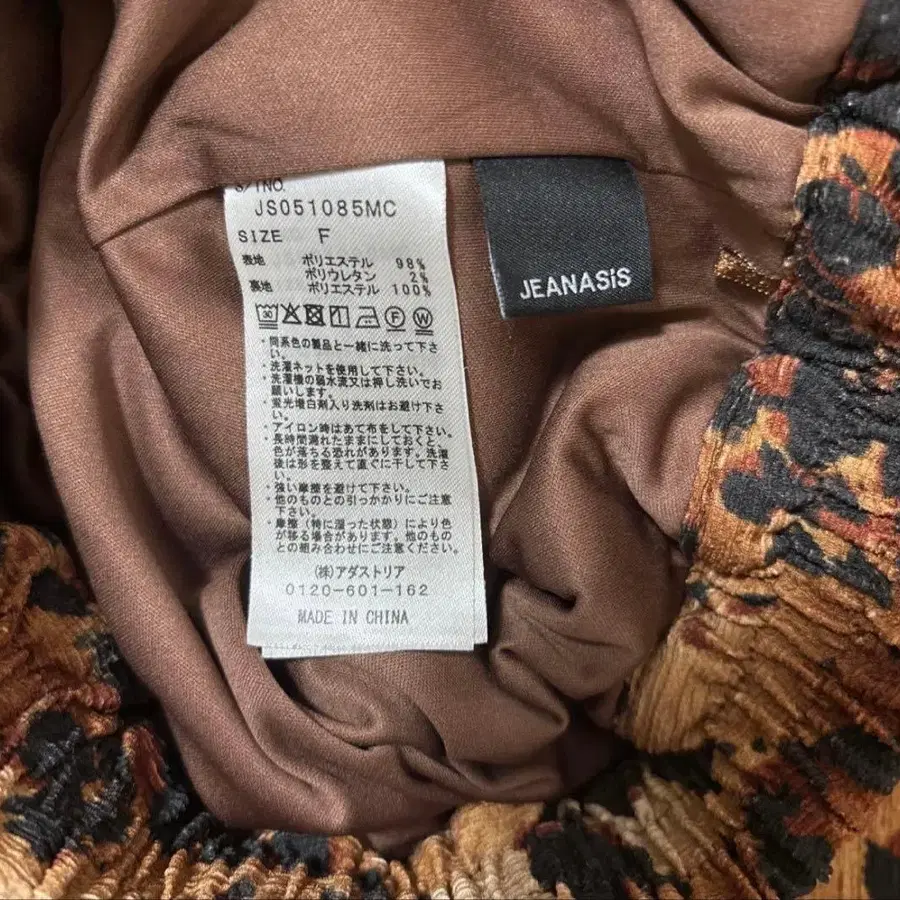 S/TNO.
JS051085MC
SIZE F
表地 ポリエステル 98%
ポリウレタン 2%
裏地 ポリエステル 100%
30 F W
・同系色の製品と一緒に洗って下さ
い。
・洗濯ネットを使用して下さい。
・洗濯機の弱水流又は押し洗いでお
願いします。
・蛍光増白剤入り洗剤はお避け下さ
い。
・アイロン時はあて布をして下さい。
・長時間濡れたままにしておくと、
色が落ちる恐れがあります。洗濯
後は形を整えて直ぐに干して下さ
い。
・強い摩擦を避けて下さい。
・他のものとの引っかかりにご注意
下さい。
・摩擦（特に湿った状態）により色
が移る場合があります。他のもの
との組み合わせにご注意ください。
(株)アダストリア
0120-601-162
MADE IN CHINA
JEANASiS